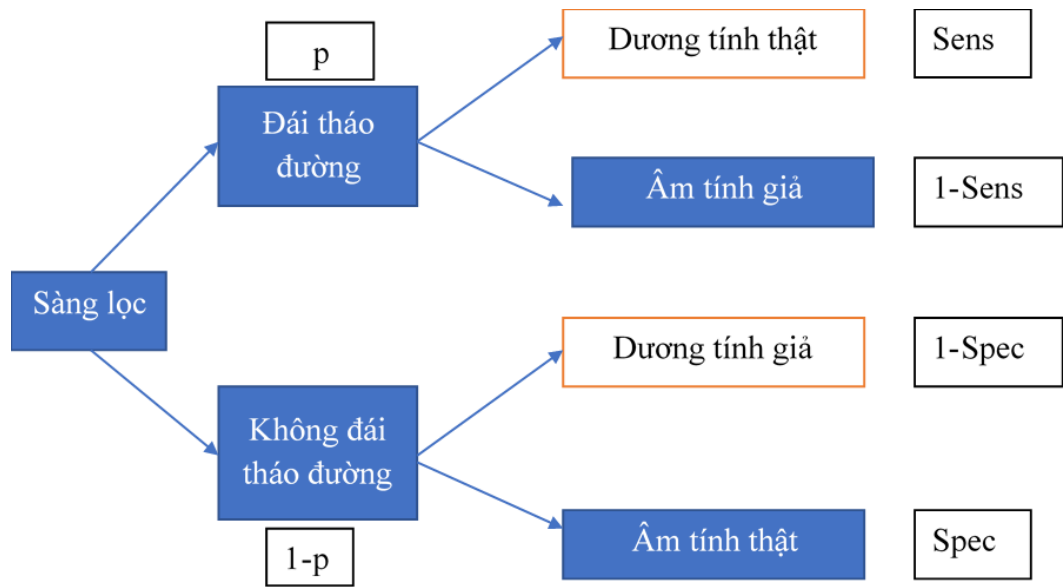 p
Dương tính thật
Sens
Đái tháo
đường
Âm tính giả
1-Sens
Sàng lọc
Dương tính giả
1-Spec
Không đái
tháo đường
Âm tính thật
Spec
1-p